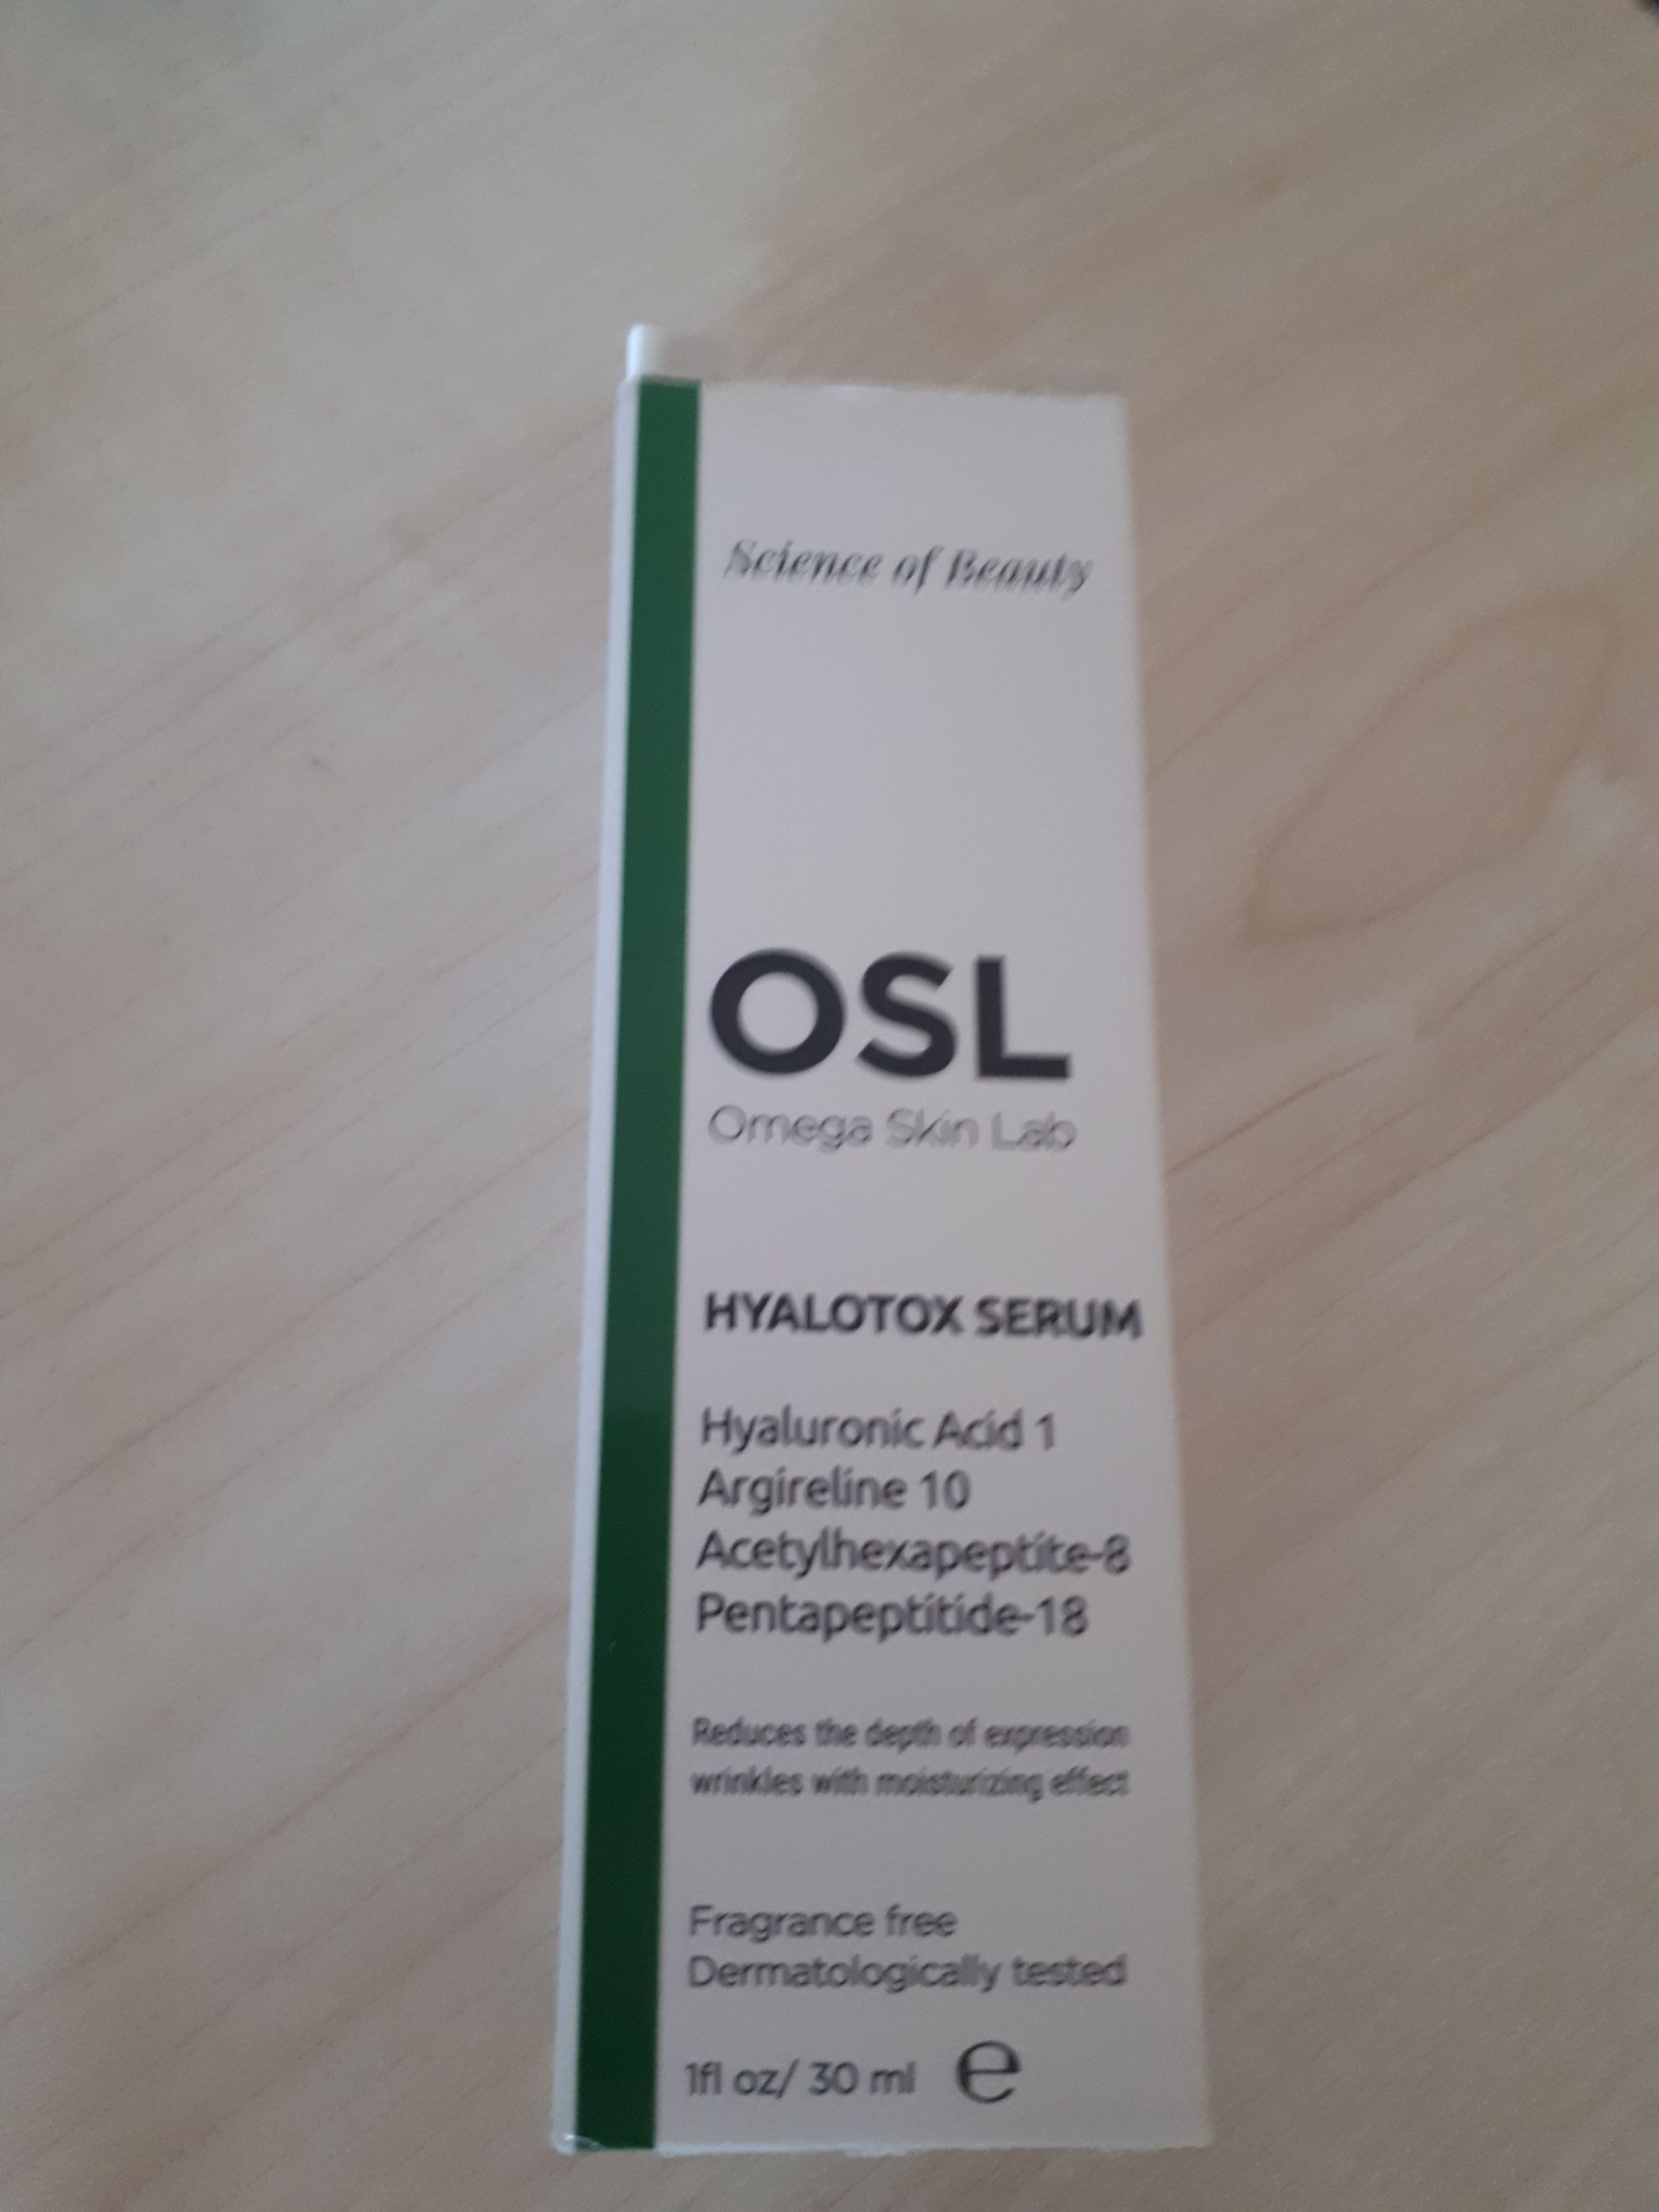 Science of Beauty
OSL
Omega Skin Lab
HYALOTOX SERUM
Hyaluronic Acid 1
Argireline 10
Acetylhexapeptite-8
Pentapeptitide-18
Reduces the depth of expression
wrinkles with moisturizing effect
Fragrance free
Dermatologically tested
1fl oz/ 30 ml ℮